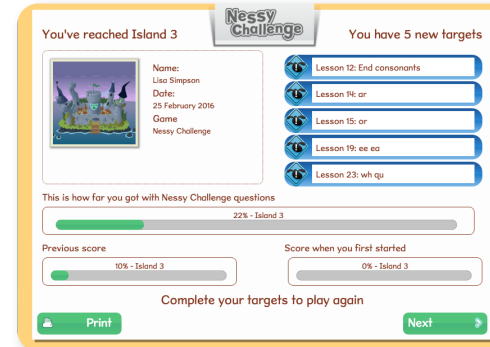 Nessy
Challenge
You've reached Island 3
You have 5 new targets
Name:
Lisa Simpson
Date:
25 February 2016
Game
Nessy Challenge
Lesson 12: End consonants
Lesson 14: ar
Lesson 15: or
Lesson 19: ee ea
Lesson 23: wh qu
This is how far you got with Nessy Challenge questions
22% - Island 3
Previous score
10% - Island 3
Score when you first started
0% - Island 3
Complete your targets to play again
Print
Next